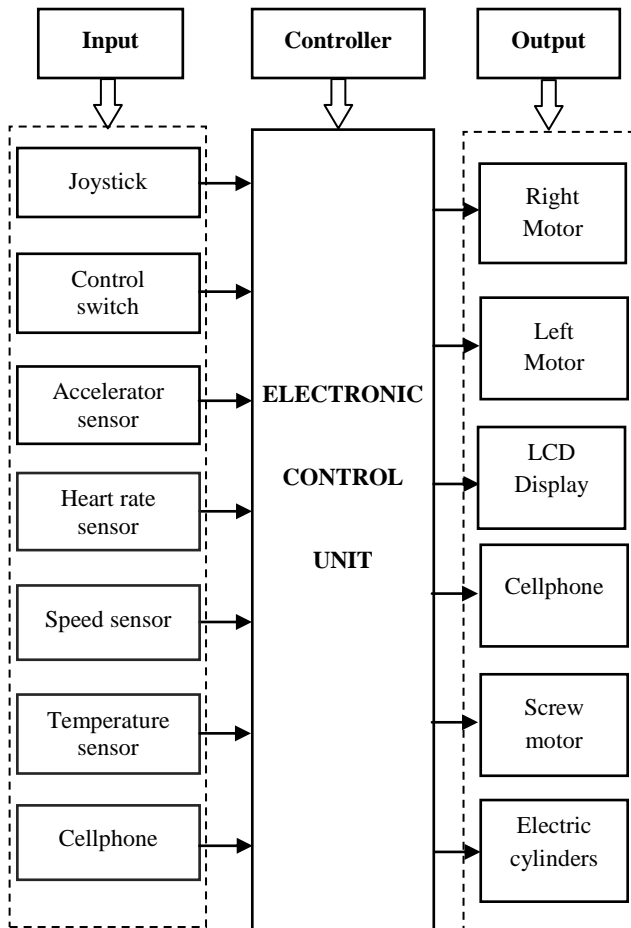 Input
Controller
Output
Joystick
Control
switch
Accelerator
sensor
Heart rate
sensor
Speed sensor
Temperature
sensor
Cellphone
ELECTRONIC
CONTROL
UNIT
Right
Motor
Left
Motor
LCD
Display
Cellphone
Screw
motor
Electric
cylinders